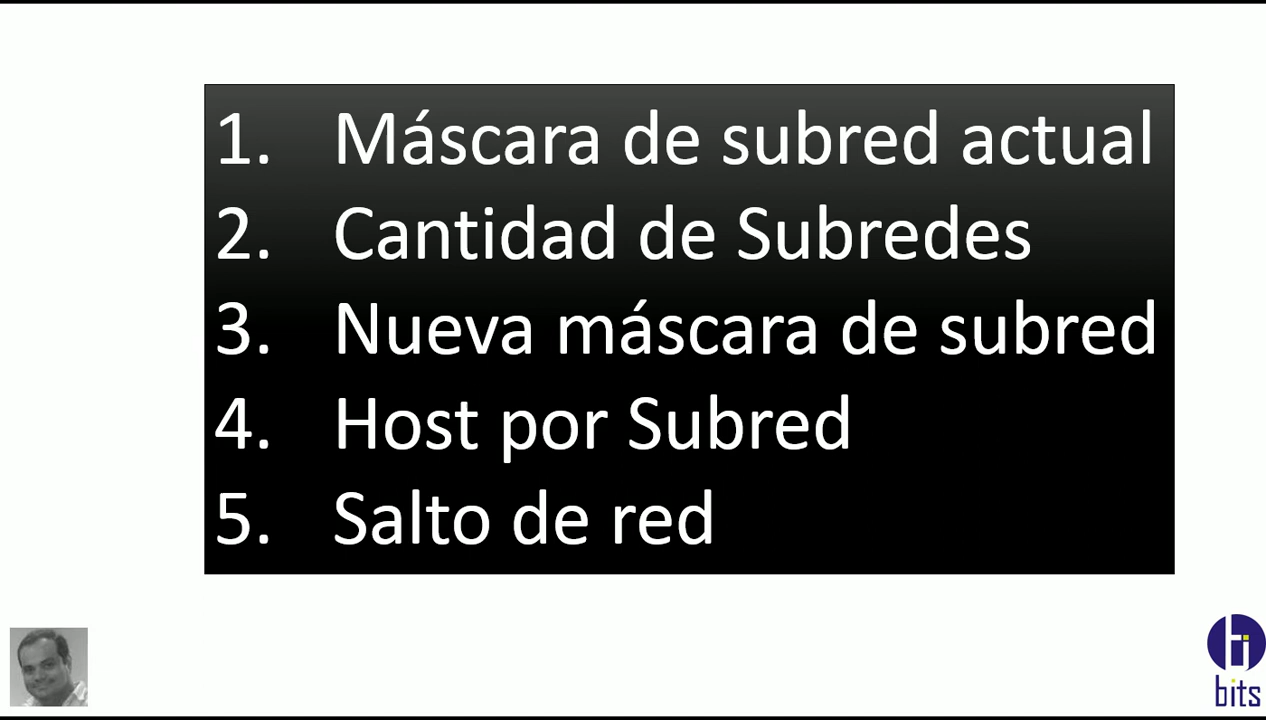 1. Máscara de subred actual
2. Cantidad de Subredes
3. Nueva máscara de subred
4. Host por Subred
5. Salto de red
bits